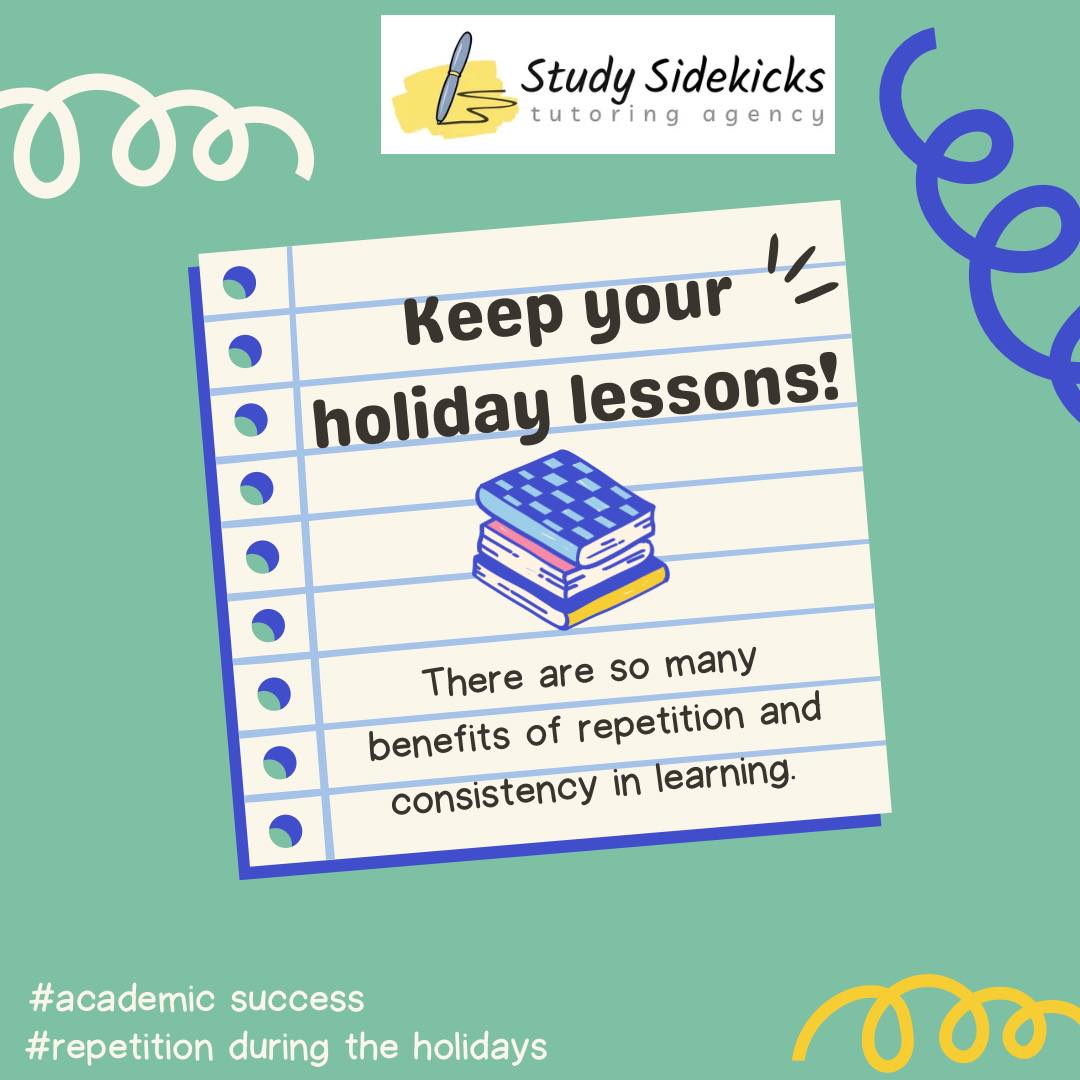 Study Sidekicks
tutoring agency
Keep your
holiday lessons!
There are so many
benefits of repetition and
consistency in learning.
#academic success
#repetition during the holidays